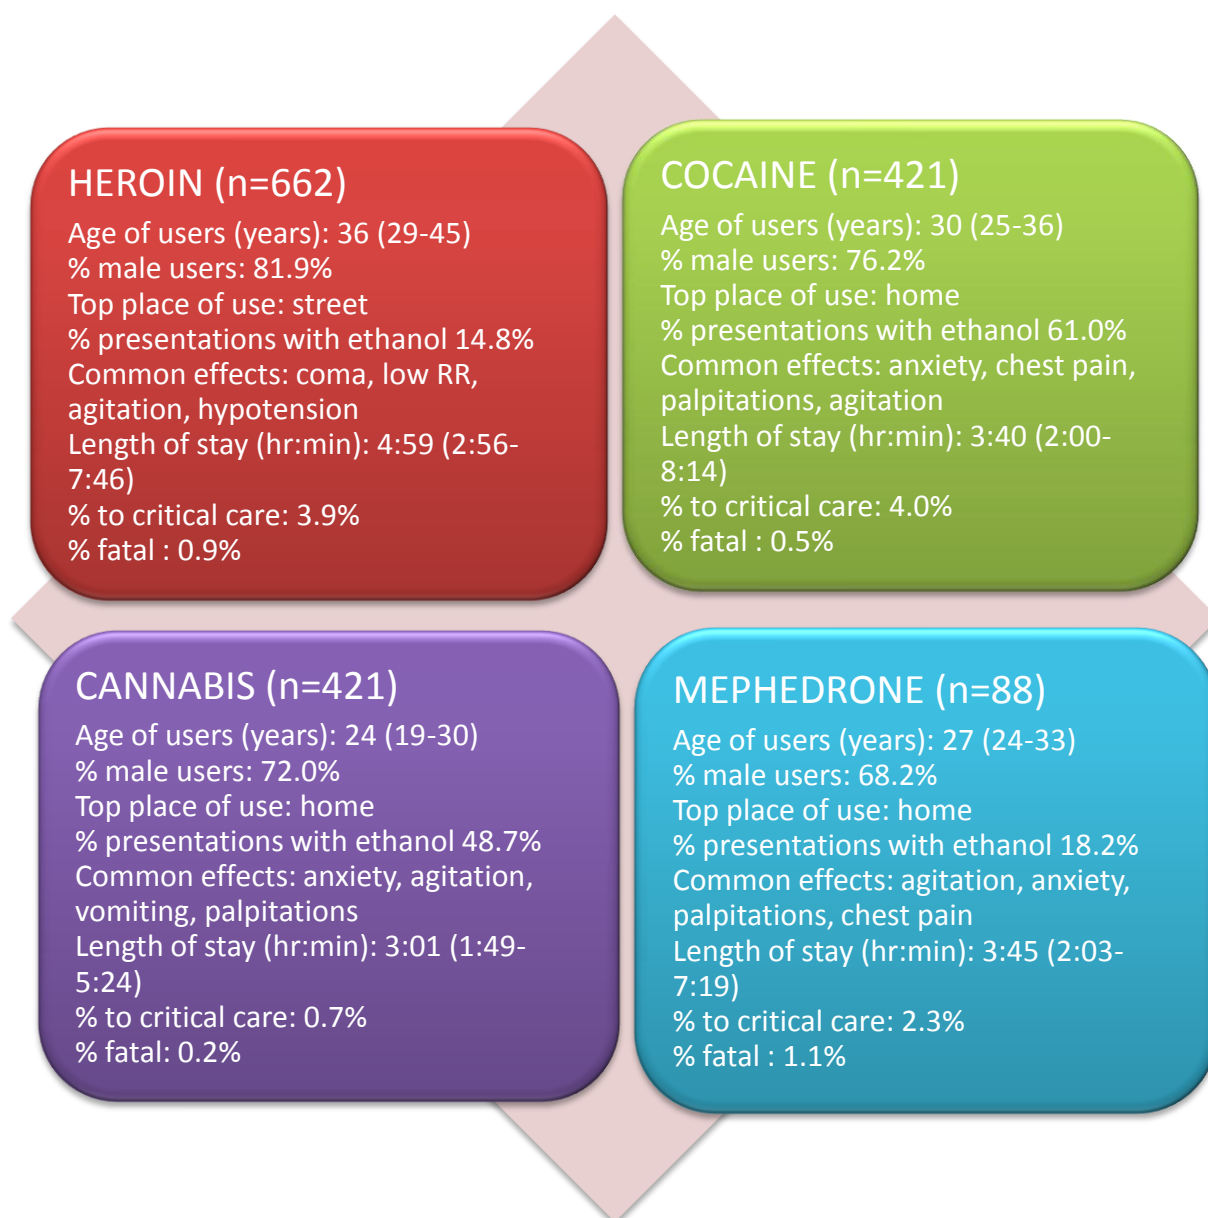 HEROIN (n=662)
Age of users (years): 36 (29-45)
% male users: 81.9%
Top place of use: street
% presentations with ethanol 14.8%
Common effects: coma, low RR,
agitation, hypotension
Length of stay (hr:min): 4:59 (2:56-
7:46)
% to critical care: 3.9%
% fatal : 0.9%
COCAINE (n=421)
Age of users (years): 30 (25-36)
% male users: 76.2%
Top place of use: home
% presentations with ethanol 61.0%
Common effects: anxiety, chest pain,
palpitations, agitation
Length of stay (hr:min): 3:40 (2:00-
8:14)
% to critical care: 4.0%
% fatal : 0.5%
CANNABIS (n=421)
Age of users (years): 24 (19-30)
% male users: 72.0%
Top place of use: home
% presentations with ethanol 48.7%
Common effects: anxiety, agitation,
vomiting, palpitations
Length of stay (hr:min): 3:01 (1:49-
5:24)
% to critical care: 0.7%
% fatal: 0.2%
MEPHEDRONE (n=88)
Age of users (years): 27 (24-33)
% male users: 68.2%
Top place of use: home
% presentations with ethanol 18.2%
Common effects: agitation, anxiety,
palpitations, chest pain
Length of stay (hr:min): 3:45 (2:03-
7:19)
% to critical care: 2.3%
% fatal : 1.1%